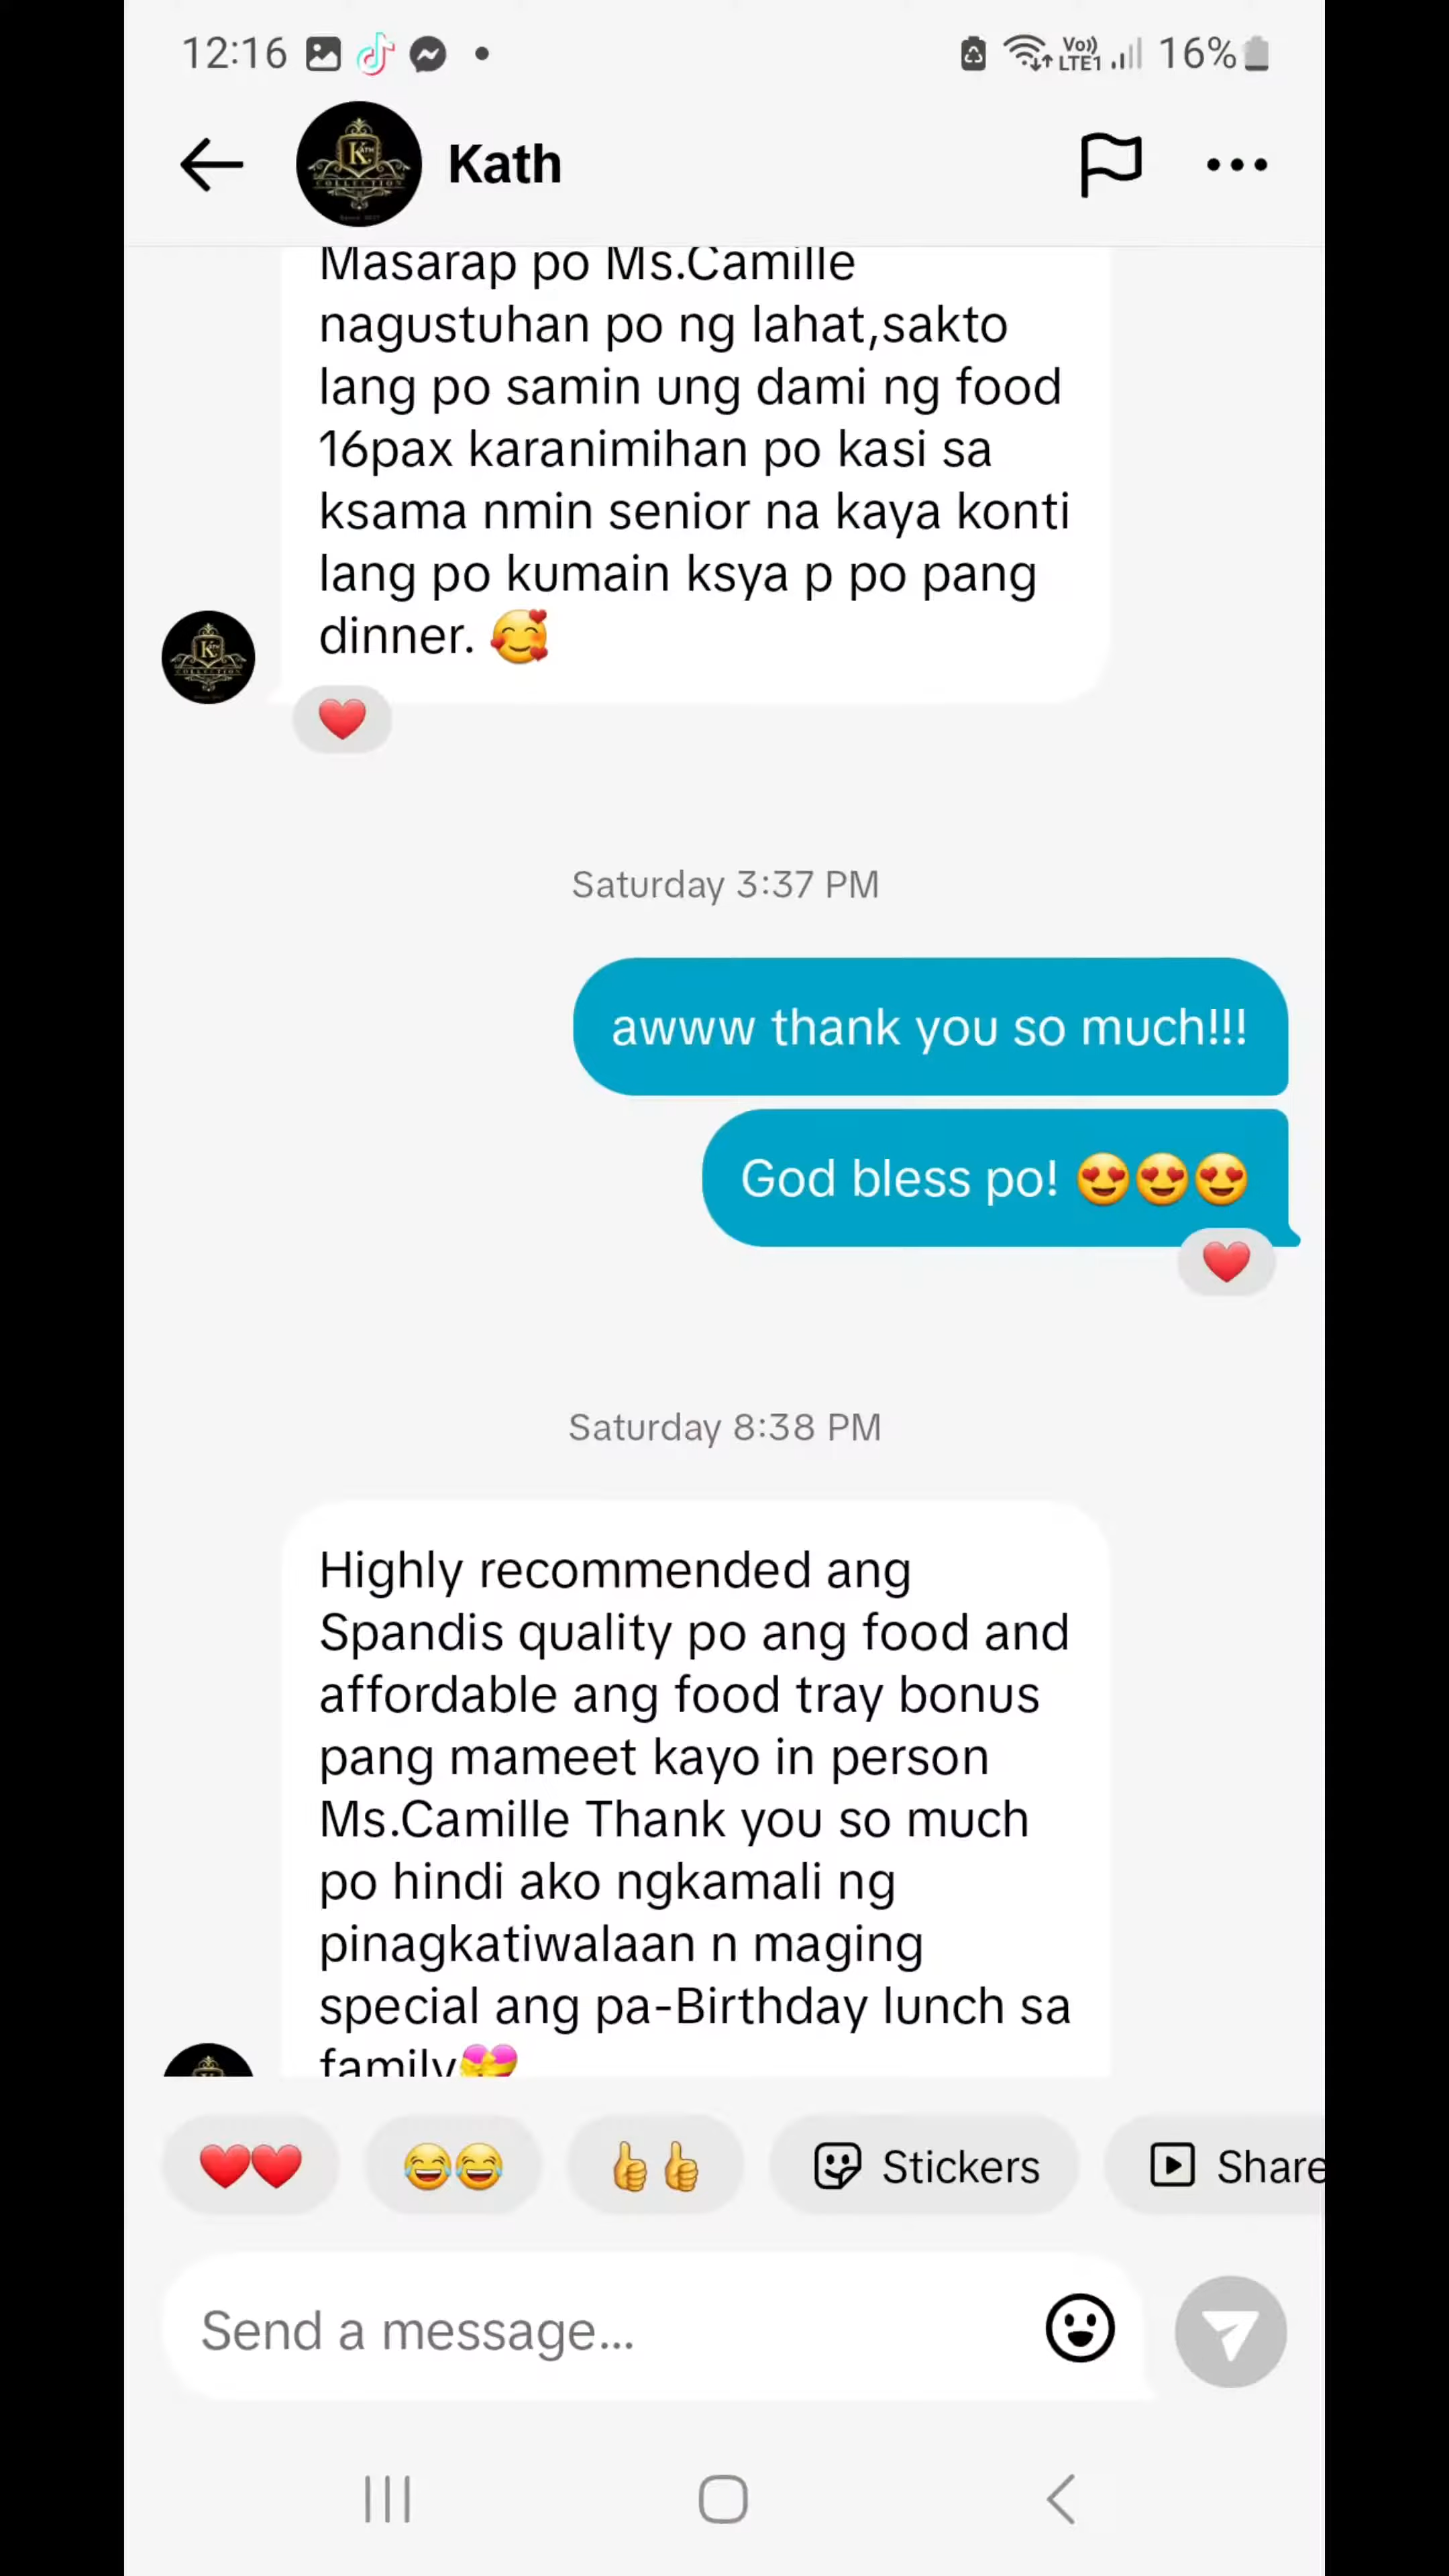 12:16
Vo))
LTE1
16%
Kath
Masarap po Ms.Camille
nagustuhan po ng lahat,sakto
lang po samin ung dami ng food
16pax karanimihan po kasi sa
ksama nmin senior na kaya konti
lang po kumain ksya p po pang
dinner. 🥰
❤️
Saturday 3:37 PM
awww thank you so much!!!
God bless po! 😍😍😍
❤️
Saturday 8:38 PM
Highly recommended ang
Spandis quality po ang food and
affordable ang food tray bonus
pang mameet kayo in person
Ms.Camille Thank you so much
po hindi ako ngkamali ng
pinagkatiwalaan n maging
special ang pa-Birthday lunch sa
family💝
❤️❤️ 😂😂 👍👍 Stickers Share
Send a message...